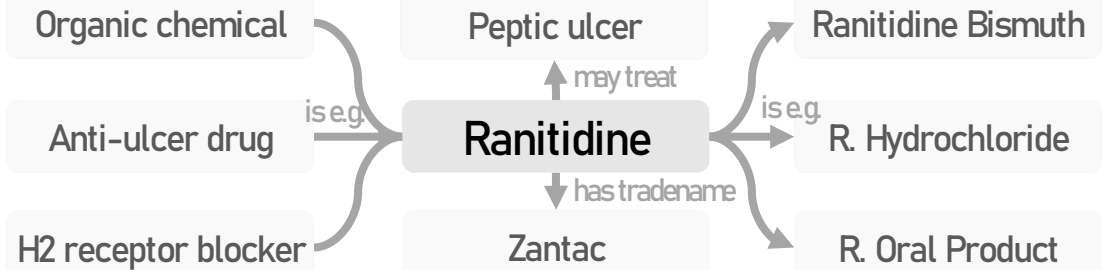 Organic chemical
Peptic ulcer
Ranitidine Bismuth
may treat
is e.g.
is e.g.
Anti-ulcer drug
Ranitidine
R. Hydrochloride
has tradename
H2 receptor blocker
Zantac
R. Oral Product